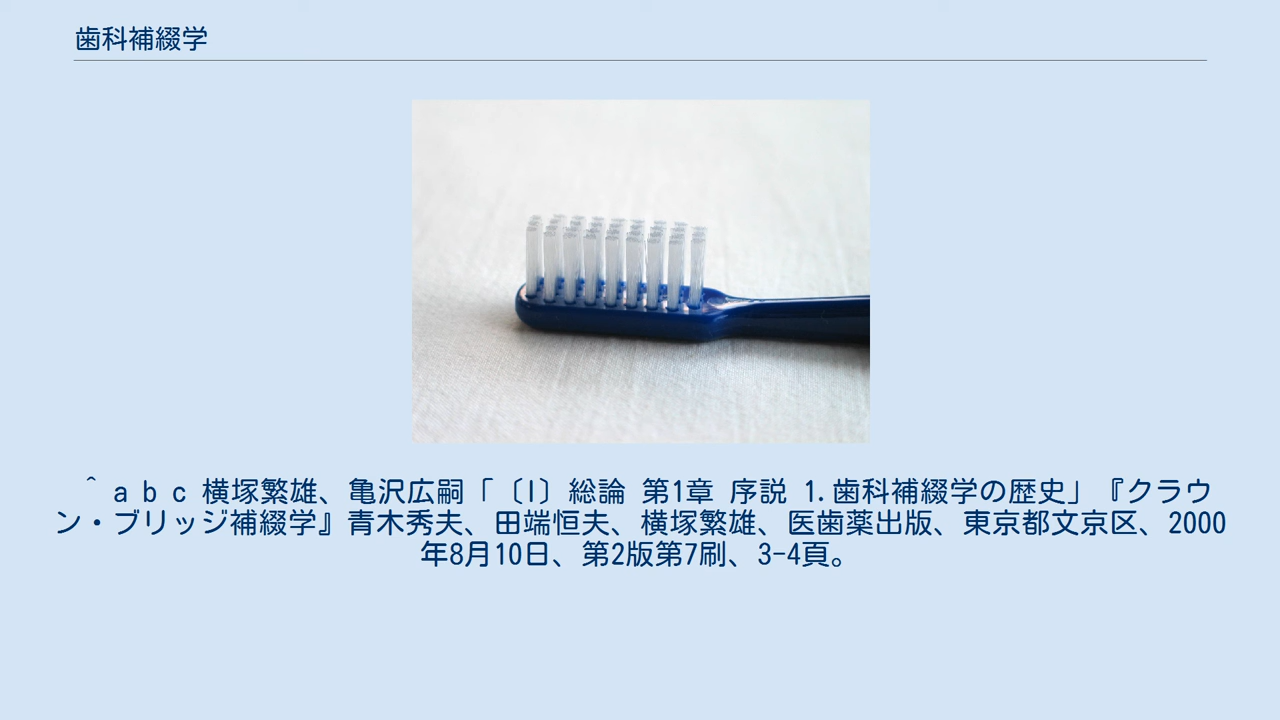 歯科補綴学
^ a b c 横塚繁雄、亀沢広嗣「〔I〕総論 第1章 序説 1.歯科補綴学の歴史」『クラウ
ン・ブリッジ補綴学』青木秀夫、田端恒夫、横塚繁雄、医歯薬出版、東京都文京区、2000
年8月10日、第2版第7刷、3-4頁。